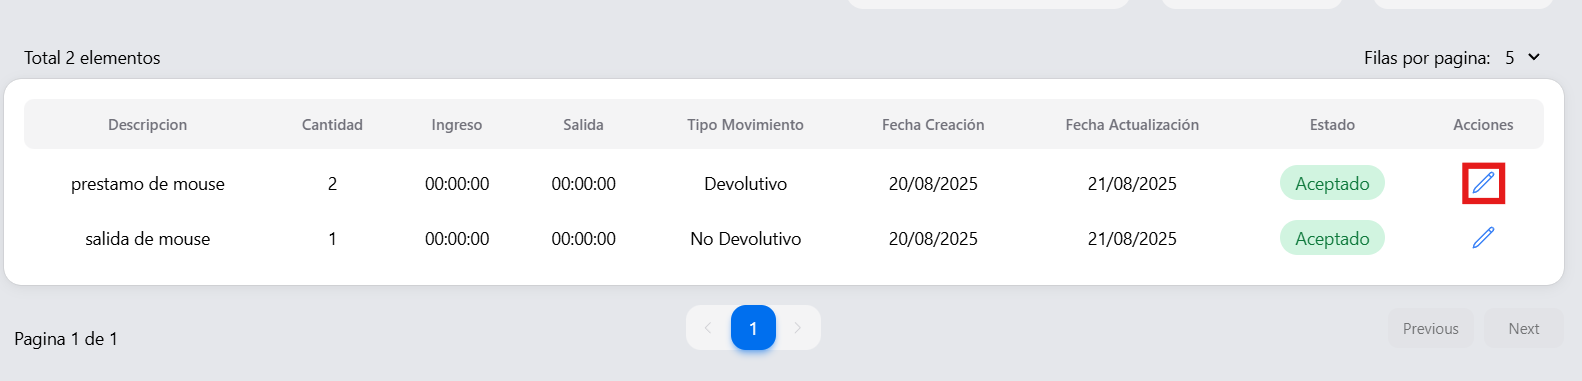 Total 2 elementos
Filas por pagina: 5
Descripcion Cantidad Ingreso Salida Tipo Movimiento Fecha Creación Fecha Actualización Estado Acciones
prestamo de mouse 2 00:00:00 00:00:00 Devolutivo 20/08/2025 21/08/2025 Aceptado
salida de mouse 1 00:00:00 00:00:00 No Devolutivo 20/08/2025 21/08/2025 Aceptado
Pagina 1 de 1
1
Previous Next